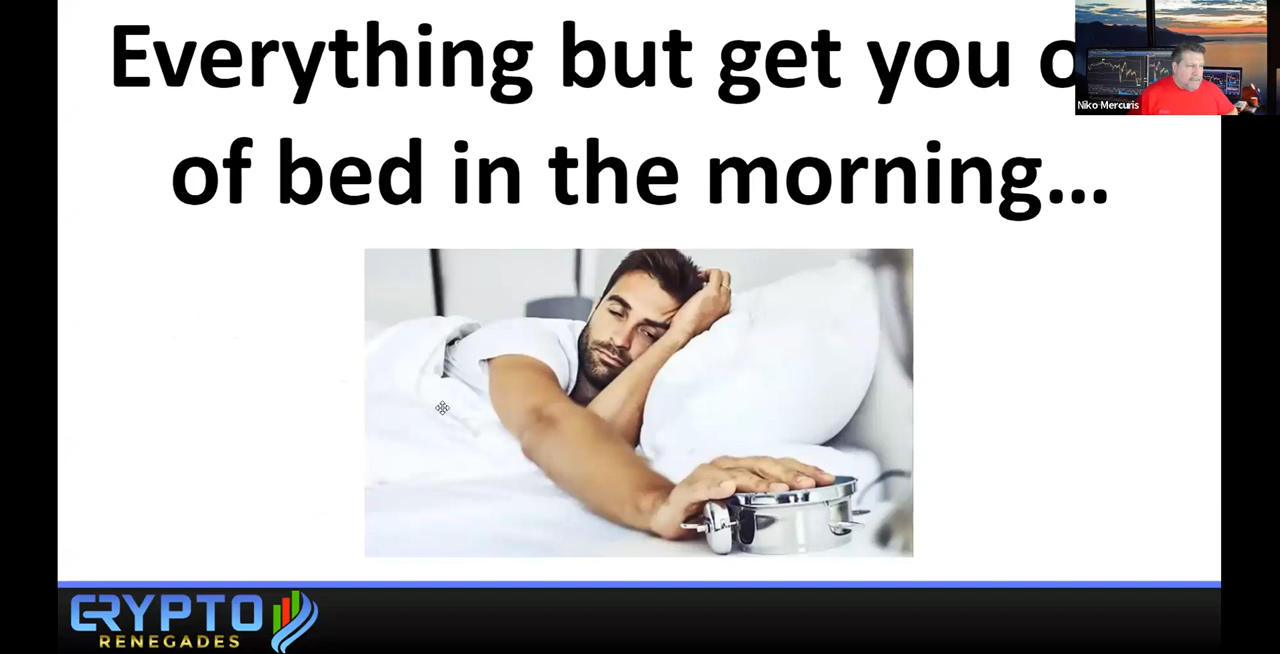 Everything but get you o
of bed in the morning...
Niko Mercuris
CRYPTO
RENEGADES